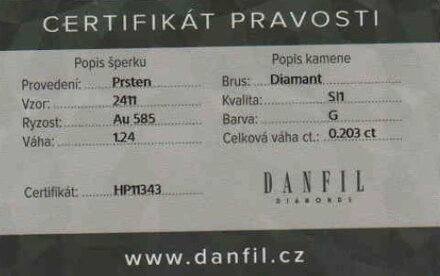 CERTIFIKÁT PRAVOSTI
Popis šperku
Provedení: Prsten
Vzor: 2411
Ryzost: Au 585
Váha: 1.24
Certifikát: HP11343
Popis kamene
Brus: Diamant
Kvalita: SI1
Barva: G
Celková váha ct.: 0.203 ct
DANFIL
DIAMONDS
www.danfil.cz